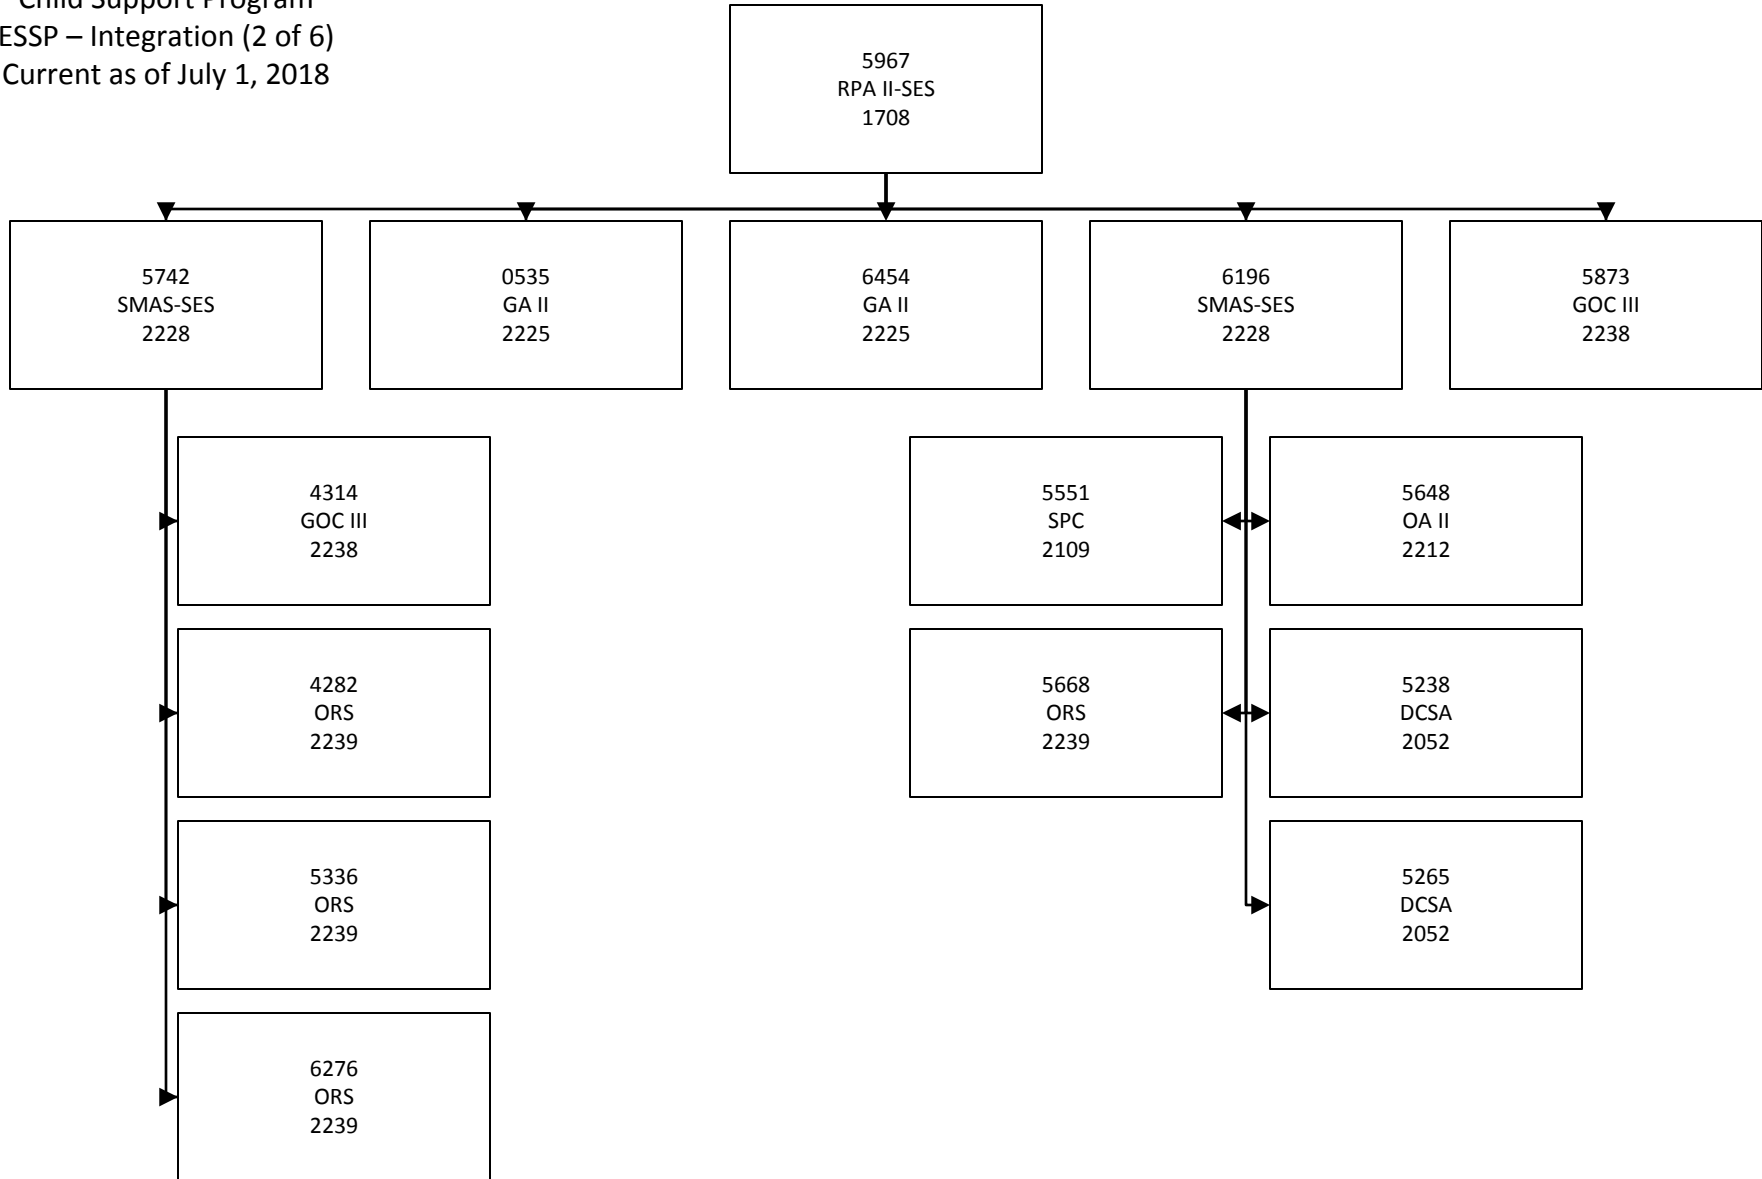 Child Support Program
ESSP – Integration (2 of 6)
Current as of July 1, 2018
5967
RPA II-SES
1708
5742
SMAS-SES
2228
0535
GA II
2225
6454
GA II
2225
6196
SMAS-SES
2228
5873
GOC III
2238
4314
GOC III
2238
5551
SPC
2109
5648
OA II
2212
4282
ORS
2239
5668
ORS
2239
5238
DCSA
2052
5336
ORS
2239
5265
DCSA
2052
6276
ORS
2239